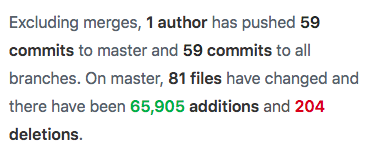 Excluding merges, 1 author has pushed 59
commits to master and 59 commits to all
branches. On master, 81 files have changed and
there have been 65,905 additions and 204
deletions.